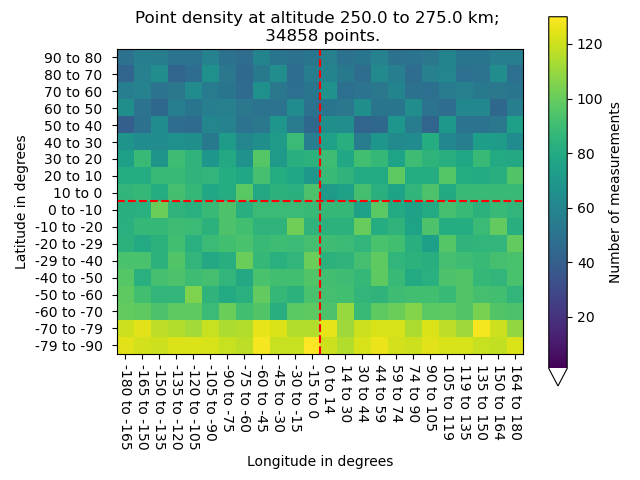 Point density at altitude 250.0 to 275.0 km;
34858 points.
Latitude in degrees
90 to 80
80 to 70
70 to 60
60 to 50
50 to 40
40 to 30
30 to 20
20 to 10
10 to 0
0 to -10
-10 to -20
-20 to -29
-29 to -40
-40 to -50
-50 to -60
-60 to -70
-70 to -79
-79 to -90
-180 to -165
-165 to -150
-150 to -135
-135 to -120
-120 to -105
-105 to -90
-90 to -75
-75 to -60
-60 to -45
-45 to -30
-30 to -15
-15 to 0
0 to 14
14 to 30
30 to 44
44 to 59
59 to 74
74 to 90
90 to 105
105 to 119
119 to 135
135 to 150
150 to 164
164 to 180
Longitude in degrees
120
100
80
60
40
20
Number of measurements